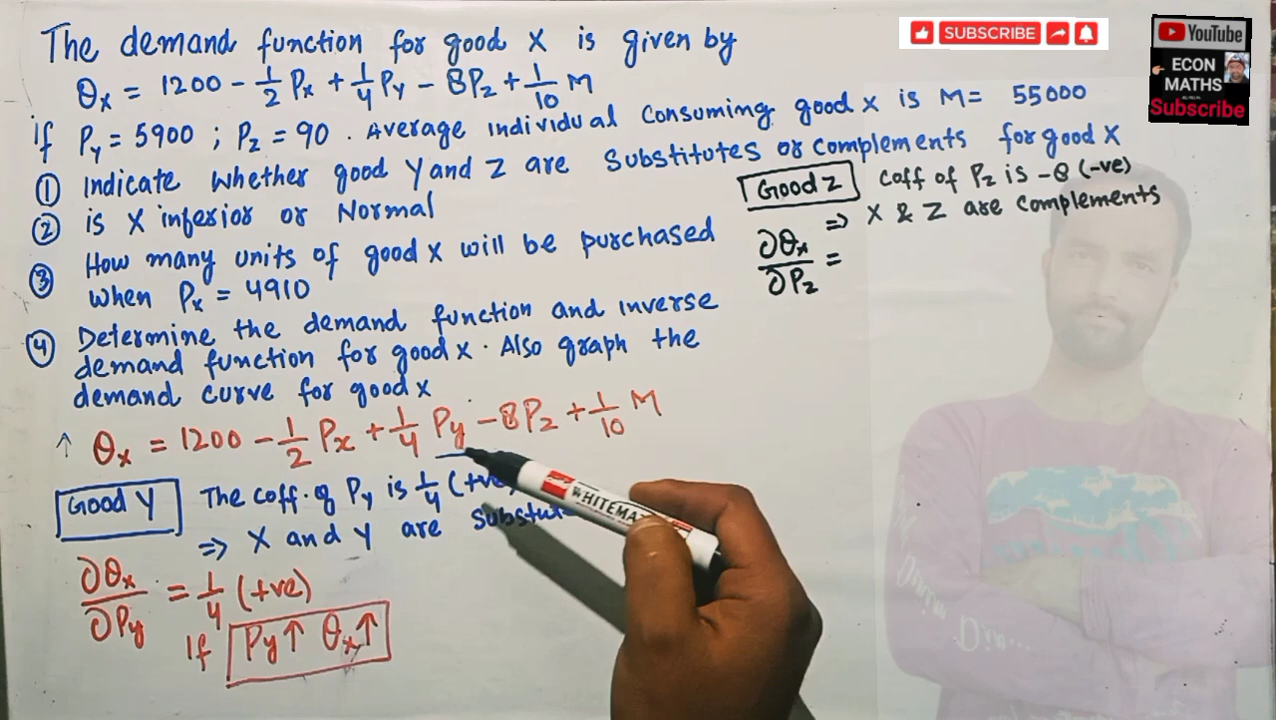 The demand function for good X is given by
Qx = 1200 - 1/2 Px + 1/4 Py - 8Pz + 1/10 M
if Py = 5900 ; Pz = 90 . Average individual Consuming good X is M = 55000
① Indicate whether good Y and Z are Substitutes or complements for good X
② is X inferior or Normal
③ How many units of good X will be purchased
when Px = 4910
④ Determine the demand function and inverse
demand function for good X. Also graph the
demand curve for good X
↑ Qx = 1200 - 1/2 Px + 1/4 Py - 8Pz + 1/10 M
Good Y The coff. of Py is 1/4 (+ve)
⇒ X and Y are
∂Qx/∂Py = 1/4 (+ve)
If Py↑ Qx↑
Good Z coff of Pz is -8 (-ve)
⇒ X & Z are complements
∂Qx/∂Pz =
SUBSCRIBE
YouTube
ECON
MATHS
Subscribe
WHITEMA